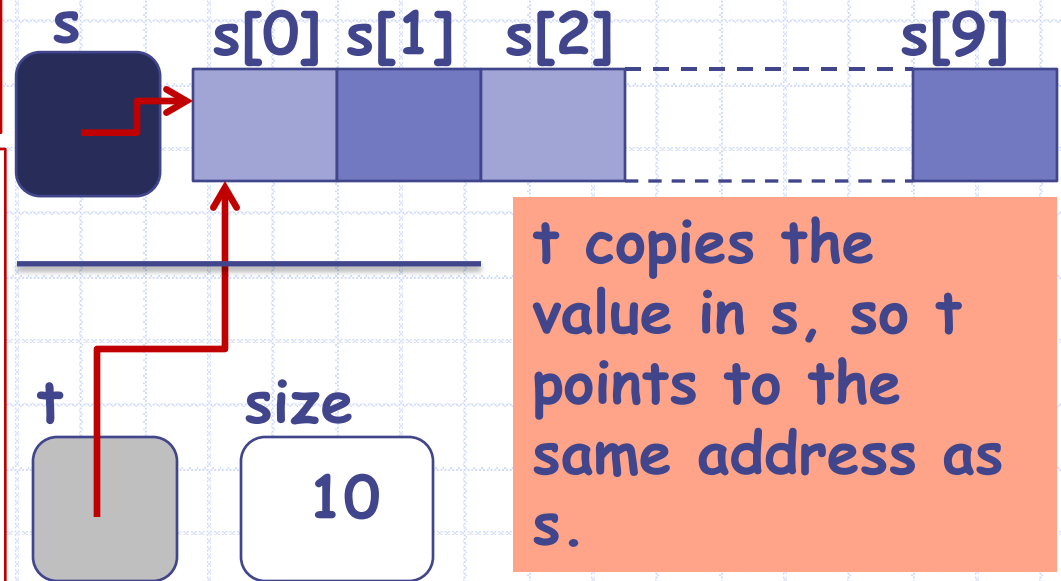 s
s[0] s[1] s[2] s[9]
t copies the
value in s, so t
points to the
same address as
s.
t
size
10